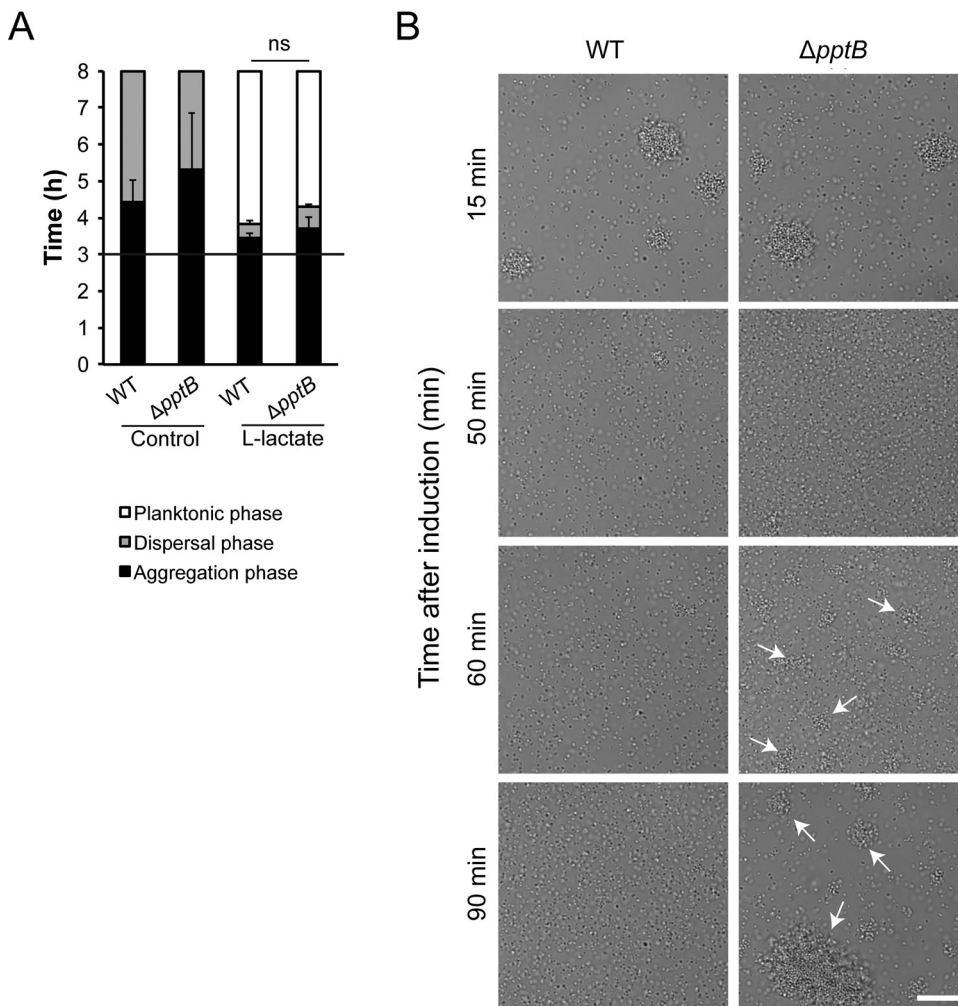 A
ns
8
7
6
5
4
3
2
1
0
Time (h)
WT
ΔpptB
WT
ΔpptB
Control
L-lactate
Planktonic phase
Dispersal phase
Aggregation phase
B
WT
ΔpptB
Time after induction (min)
15 min
50 min
60 min
90 min